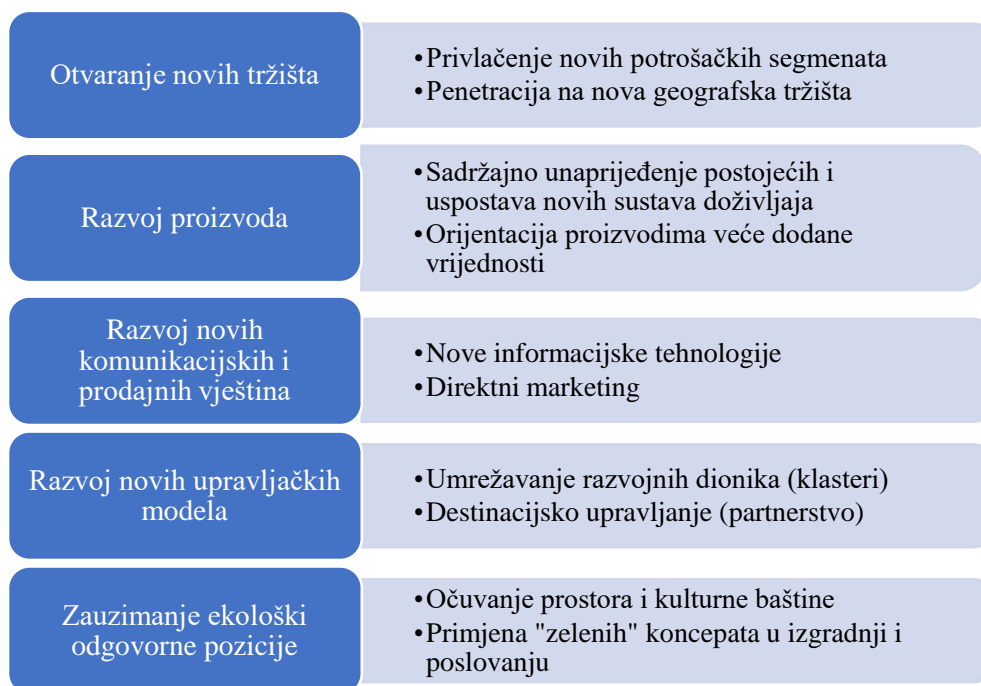 Otvaranje novih tržišta
•Privlačenje novih potrošačkih segmenata
•Penetracija na nova geografska tržišta
Razvoj proizvoda
•Sadržajno unaprijeđenje postojećih i
uspostava novih sustava doživljaja
•Orijentacija proizvodima veće dodane
vrijednosti
Razvoj novih
komunikacijskih i
prodajnih vještina
•Nove informacijske tehnologije
•Direktni marketing
Razvoj novih upravljačkih
modela
•Umrežavanje razvojnih dionika (klasteri)
•Destinacijsko upravljanje (partnerstvo)
Zauzimanje ekološki
odgovorne pozicije
•Očuvanje prostora i kulturne baštine
•Primjena "zelenih" koncepata u izgradnji i
poslovanju